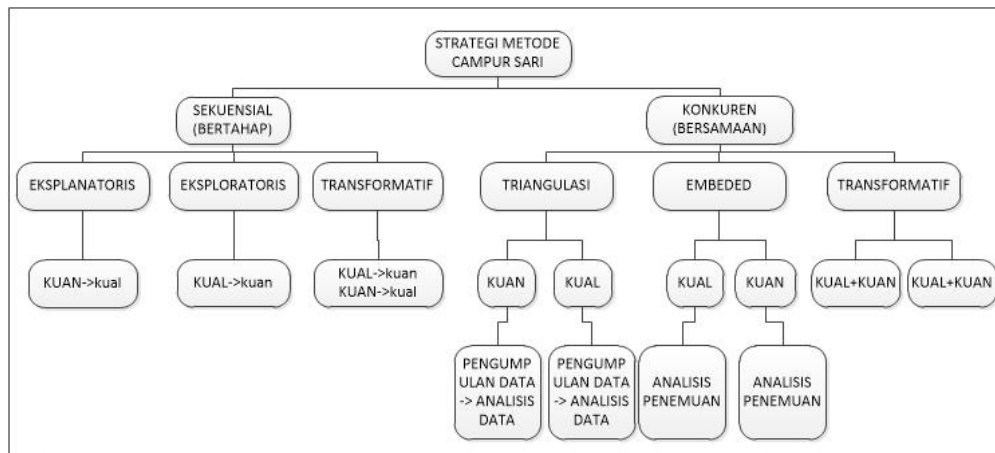 STRATEGI METODE
CAMPUR SARI
SEKUENSIAL
(BERTAHAP)
KONKUREN
(BERSAMAAN)
EKSPLANATORIS
EKSPLORATORIS
TRANSFORMATIF
TRIANGULASI
EMBEDED
TRANSFORMATIF
KUAN->kual
KUAL->kuan
KUAL->kuan
KUAN->kual
KUAN
KUAL
KUAL
KUAN
KUAL+KUAN
KUAL+KUAN
PENGUMP
ULAN DATA
-> ANALISIS
DATA
PENGUMP
ULAN DATA
-> ANALISIS
DATA
ANALISIS
PENEMUAN
ANALISIS
PENEMUAN